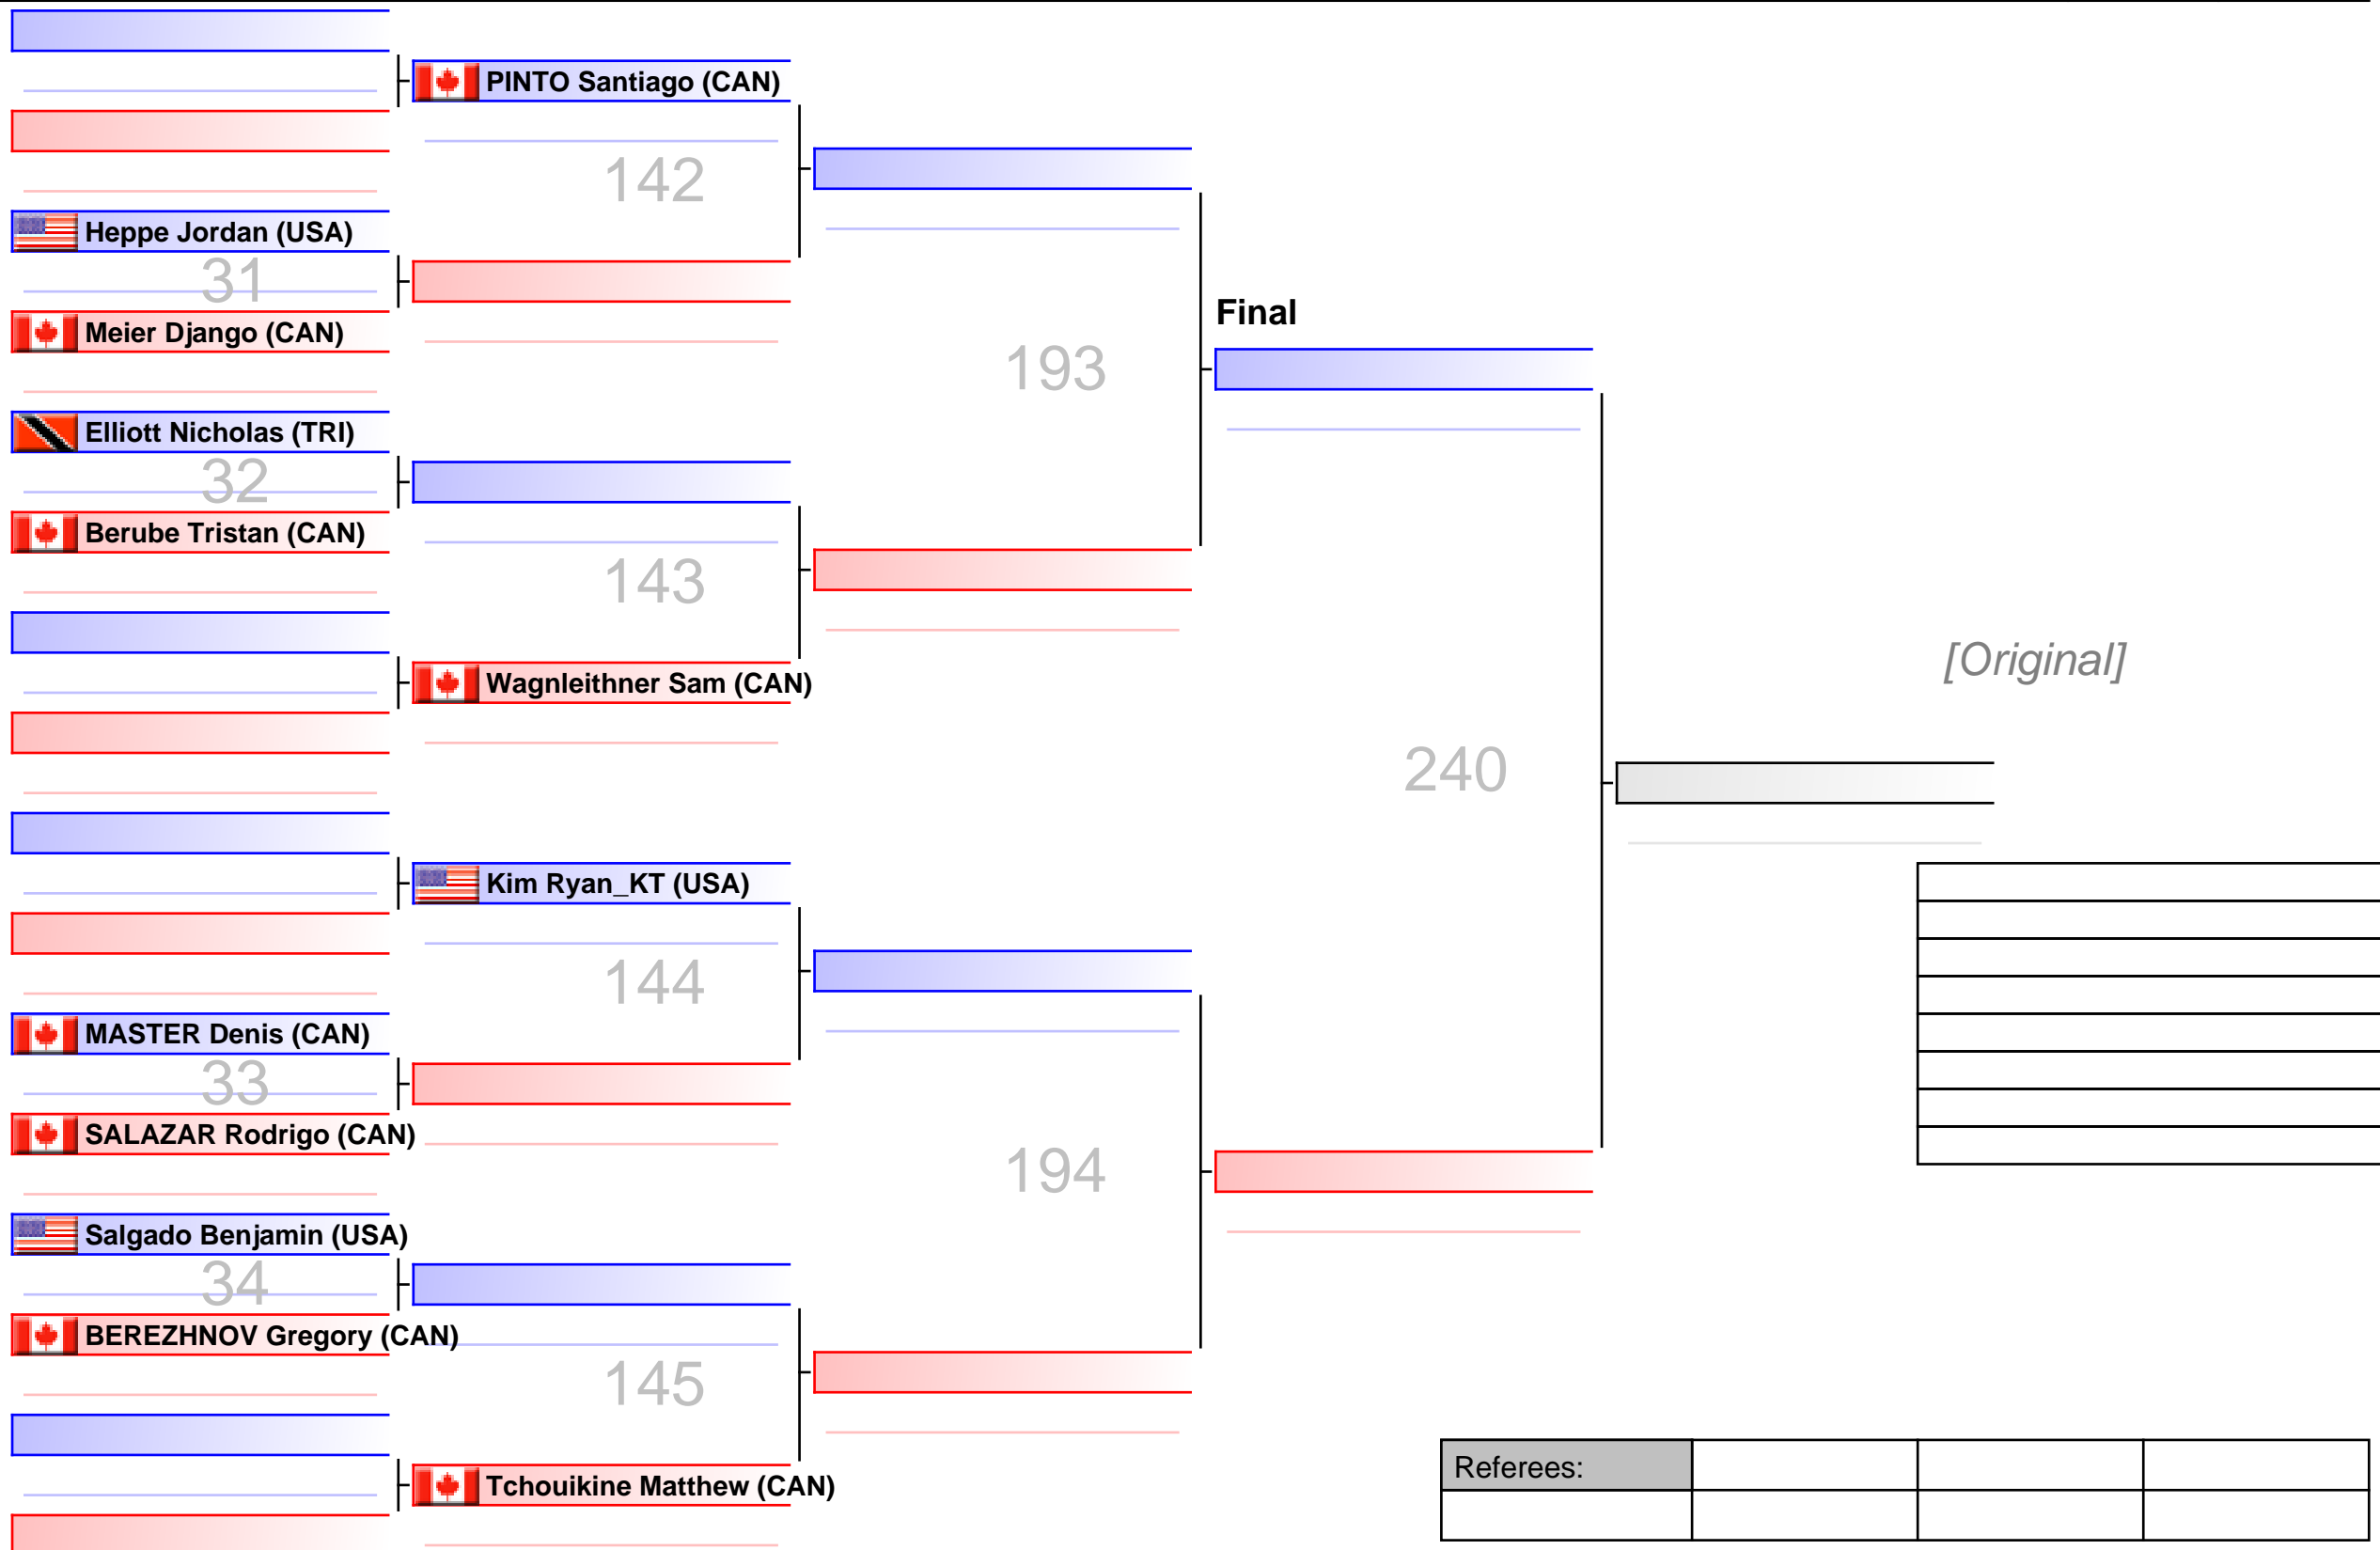 PINTO Santiago (CAN)
142
Heppe Jordan (USA)
31
Meier Django (CAN)
Final
193
Elliott Nicholas (TRI)
32
Berube Tristan (CAN)
143
Wagnleithner Sam (CAN)
[Original]
240
Kim Ryan_KT (USA)
144
MASTER Denis (CAN)
33
SALAZAR Rodrigo (CAN)
194
Salgado Benjamin (USA)
34
BEREZHNOV Gregory (CAN)
145
Tchouikine Matthew (CAN)
Referees: